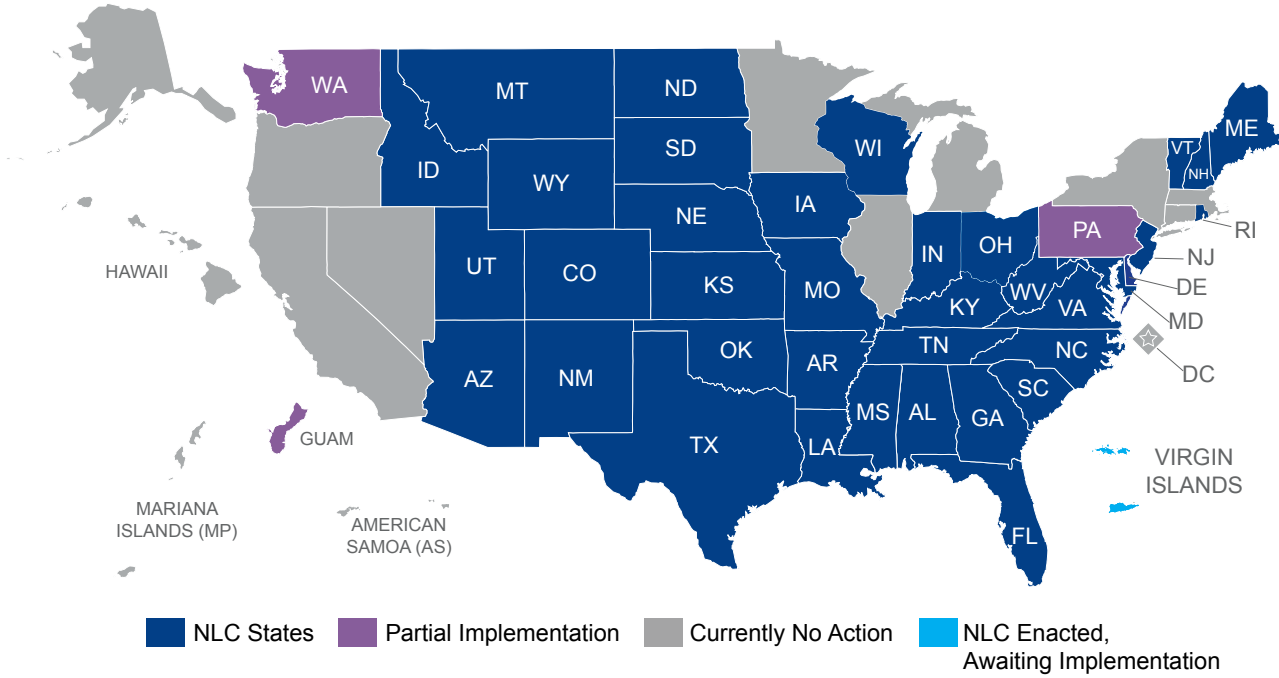 WA
MT
ND
ME
VT
NH
SD
WI
ID
WY
IA
NE
PA
RI
OH
IN
NJ
UT
CO
HAWAII
DE
KS
MO
WV
KY
VA
MD
TN
NC
OK
AR
DC
AZ
NM
SC
MS
AL
GA
GUAM
TX
LA
VIRGIN
ISLANDS
MARIANA
ISLANDS (MP)
AMERICAN
SAMOA (AS)
FL
NLC States
Partial Implementation
Currently No Action
NLC Enacted,
Awaiting Implementation